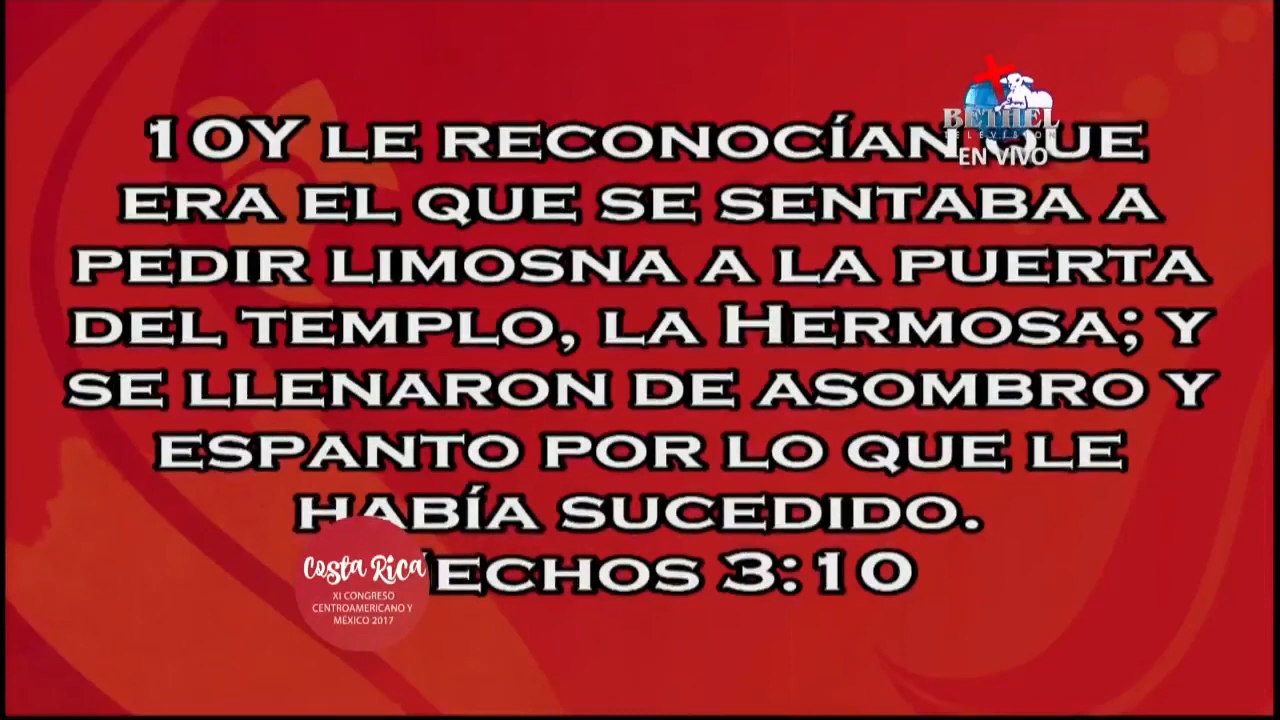 BETHEL
TELEVISIÓN
EN VIVO
10Y LE RECONOCÍAN QUE
ERA EL QUE SE SENTABA A
PEDIR LIMOSNA A LA PUERTA
DEL TEMPLO, LA HERMOSA; Y
SE LLENARON DE ASOMBRO Y
ESPANTO POR LO QUE LE
HABÍA SUCEDIDO.
HECHOS 3:10
Costa Rica
XI CONGRESO
CENTROAMERICANO Y
MÉXICO 2017